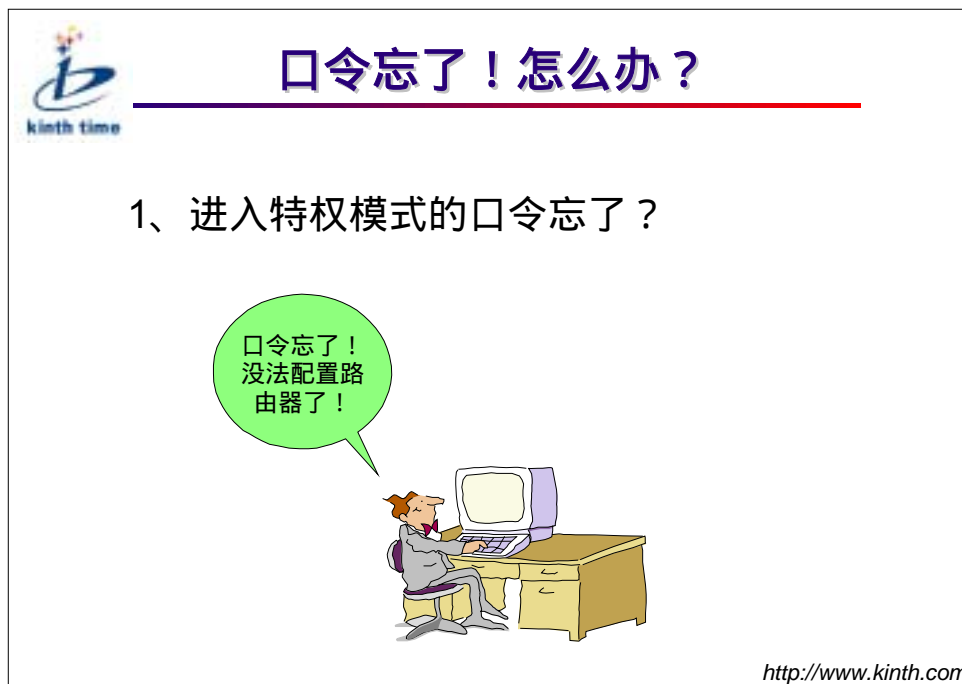 kinth time
口令忘了！怎么办？
1、进入特权模式的口令忘了？
口令忘了！
没法配置路
由器了！
http://www.kinth.com